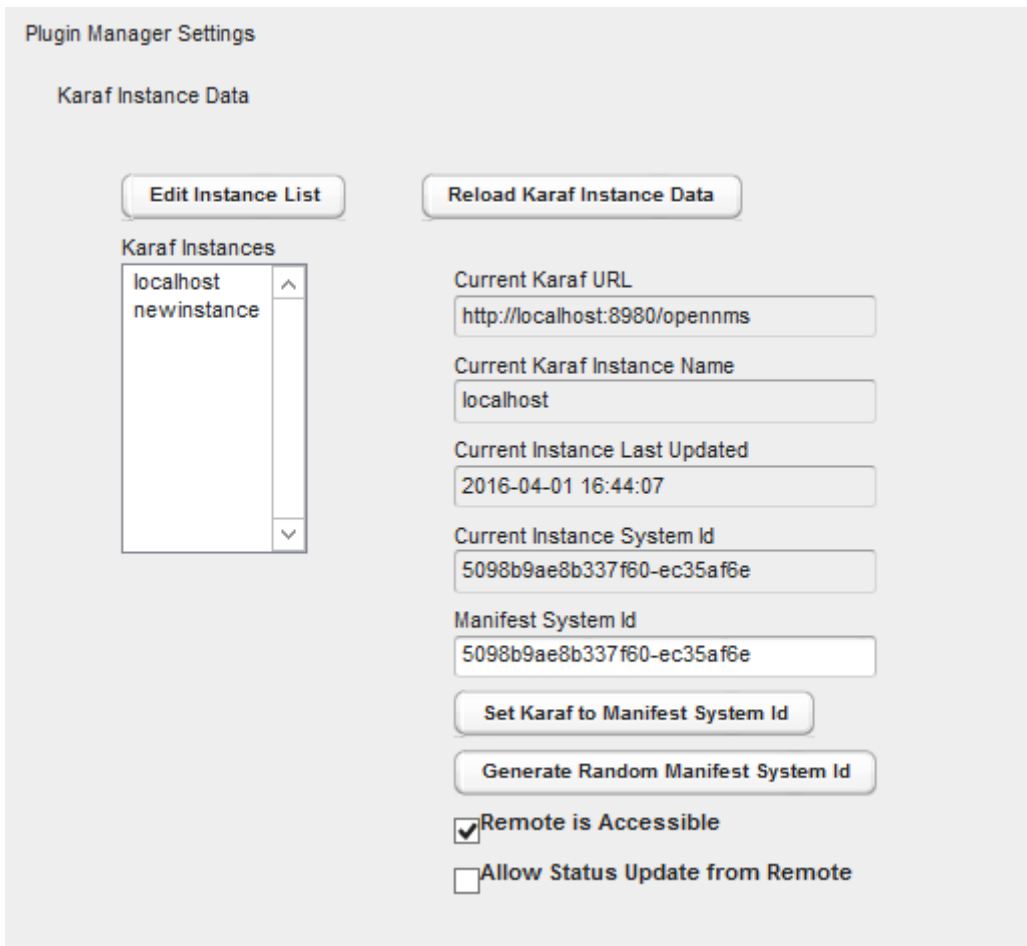 Plugin Manager Settings
Karaf Instance Data
Edit Instance List
Reload Karaf Instance Data
Karaf Instances
localhost
newinstance
Current Karaf URL
http://localhost:8980/opennms
Current Karaf Instance Name
localhost
Current Instance Last Updated
2016-04-01 16:44:07
Current Instance System Id
5098b9ae8b337f60-ec35af6e
Manifest System Id
5098b9ae8b337f60-ec35af6e
Set Karaf to Manifest System Id
Generate Random Manifest System Id
Remote is Accessible
Allow Status Update from Remote